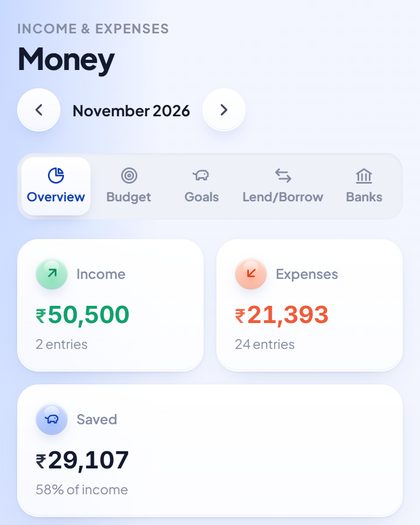 INCOME & EXPENSES
Money
November 2026
Overview Budget Goals Lend/Borrow Banks
Income
₹50,500
2 entries
Expenses
₹21,393
24 entries
Saved
₹29,107
58% of income